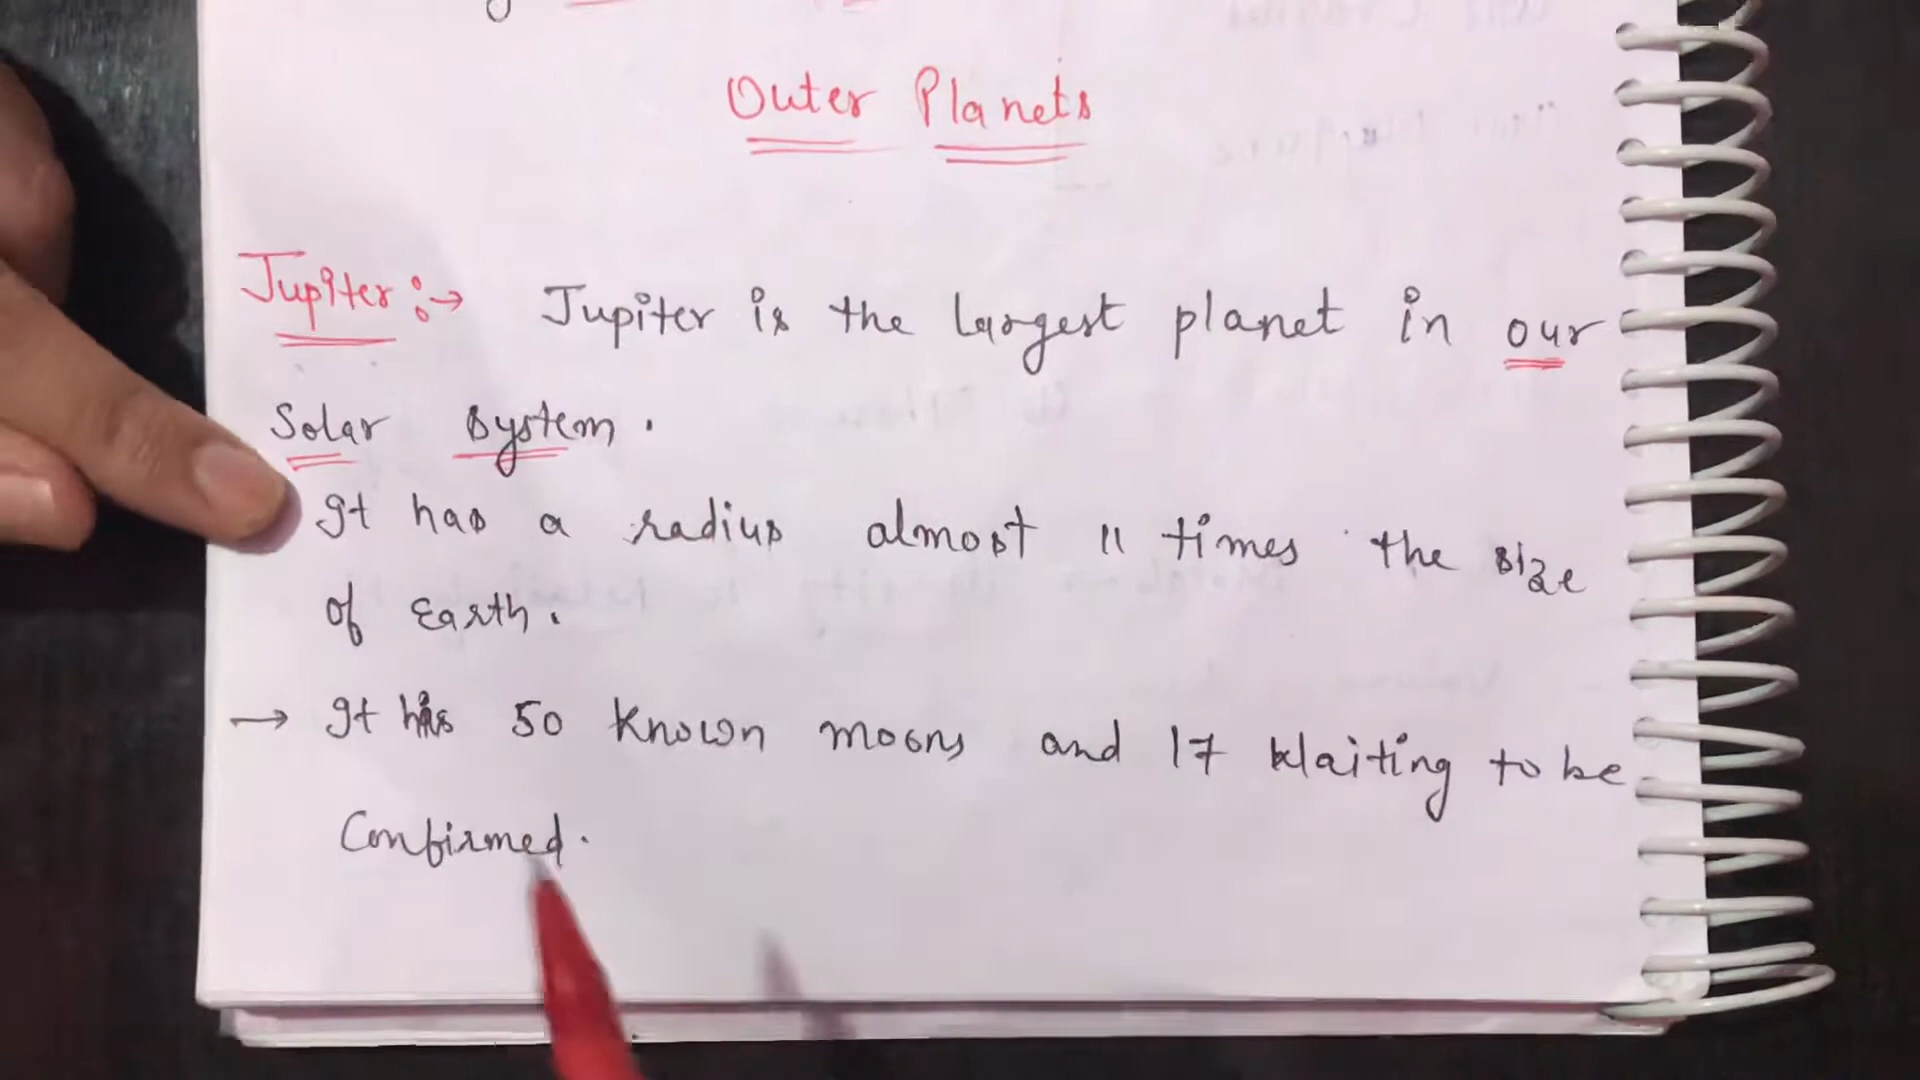 Outer Planets
Jupiter :→ Jupiter is the largest planet in our
Solar system.
It has a radius almost 11 times the size
of Earth.
→ It has 50 known moons and 17 Waiting to be
Confirmed.